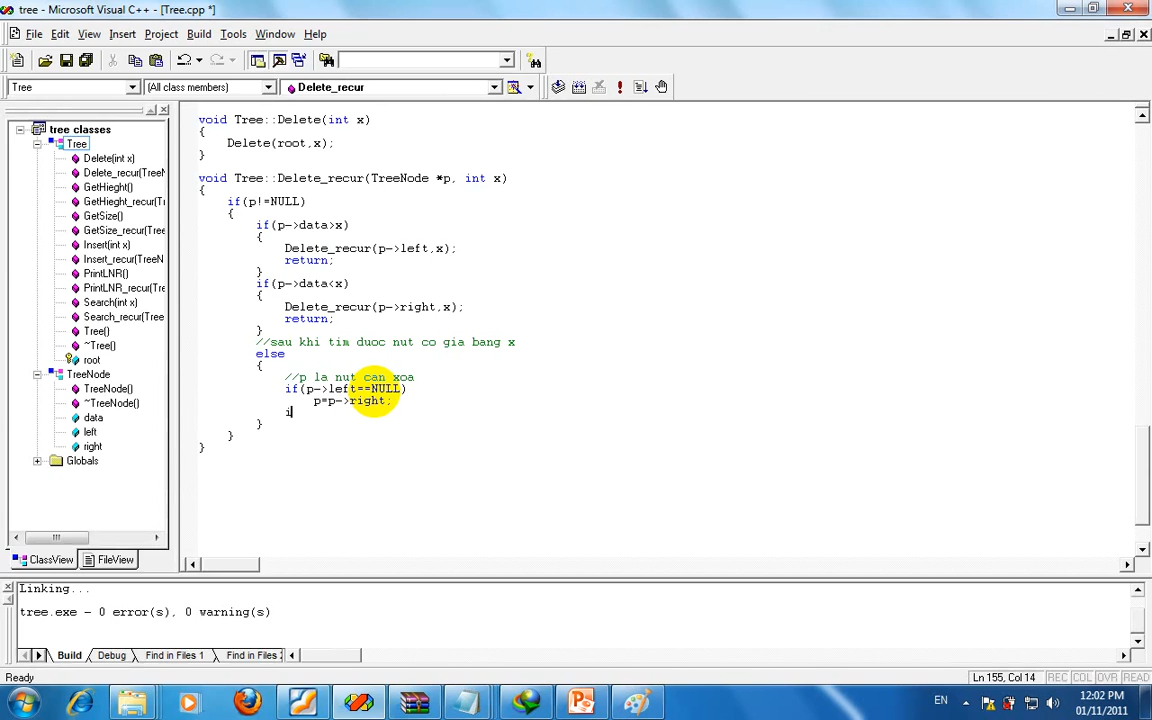 tree - Microsoft Visual C++ - [Tree.cpp *]
File Edit View Insert Project Build Tools Window Help
Tree (All class members) Delete_recur
tree classes
Tree
Delete(int x)
Delete_recur(TreeN
GetHieght()
GetHieght_recur(Tre
GetSize()
GetSize_recur(Tree
Insert(int x)
Insert_recur(TreeN
PrintLNR()
PrintLNR_recur(Tre
Search(int x)
Search_recur(Tree
Tree()
~Tree()
root
TreeNode
TreeNode()
~TreeNode()
data
left
right
Globals
ClassView FileView
void Tree::Delete(int x)
{
Delete(root,x);
}
void Tree::Delete_recur(TreeNode *p, int x)
{
if(p!=NULL)
{
if(p->data>x)
{
Delete_recur(p->left,x);
return;
}
if(p->data<x)
{
Delete_recur(p->right,x);
return;
}
//sau khi tim duoc nut co gia bang x
else
{
//p la nut can xoa
if(p->left==NULL)
p=p->right;
i
}
}
}
Linking...
tree.exe - 0 error(s), 0 warning(s)
Build Debug Find in Files 1 Find in Files
Ready Ln 155, Col 14 REC COL OVR READ
EN 12:02 PM
01/11/2011